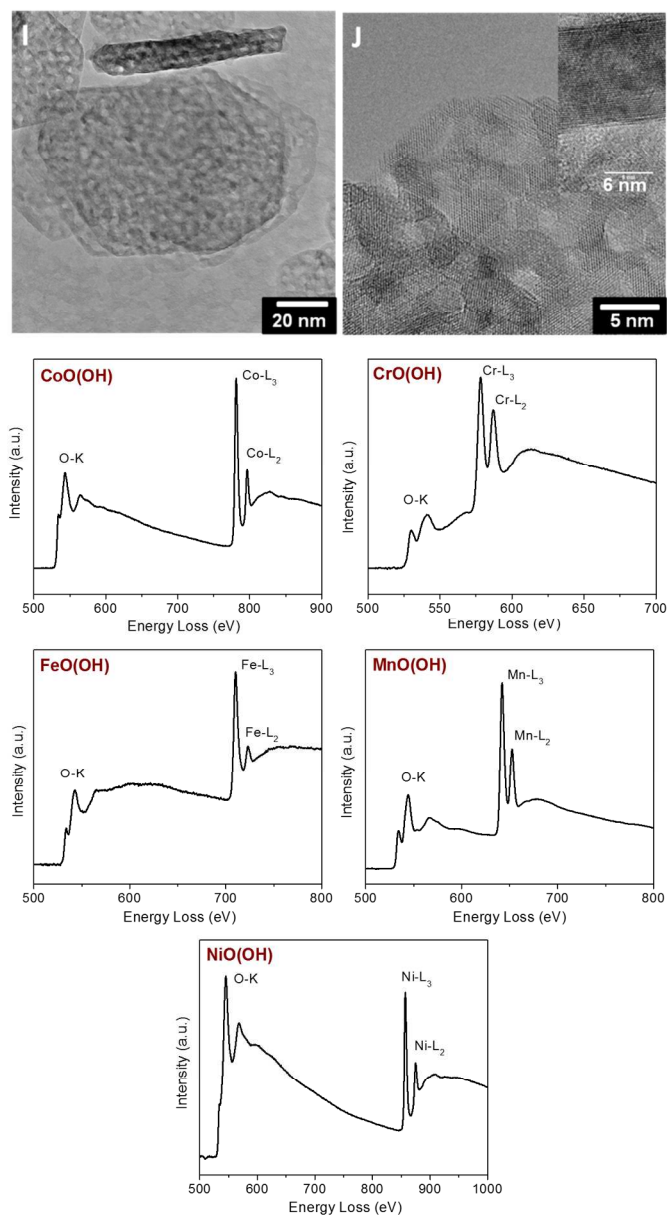 I
20 nm
J
6 nm
5 nm
CoO(OH)
O-K
Co-L₃
Co-L₂
Intensity (a.u.)
500 600 700 800 900
Energy Loss (eV)
CrO(OH)
O-K
Cr-L₃
Cr-L₂
Intensity (a.u.)
500 550 600 650 700
Energy Loss (eV)
FeO(OH)
O-K
Fe-L₃
Fe-L₂
Intensity (a.u.)
500 600 700 800
Energy Loss (eV)
MnO(OH)
O-K
Mn-L₃
Mn-L₂
Intensity (a.u.)
500 600 700 800
Energy Loss (eV)
NiO(OH)
O-K
Ni-L₃
Ni-L₂
Intensity (a.u.)
500 600 700 800 900 1000
Energy Loss (eV)